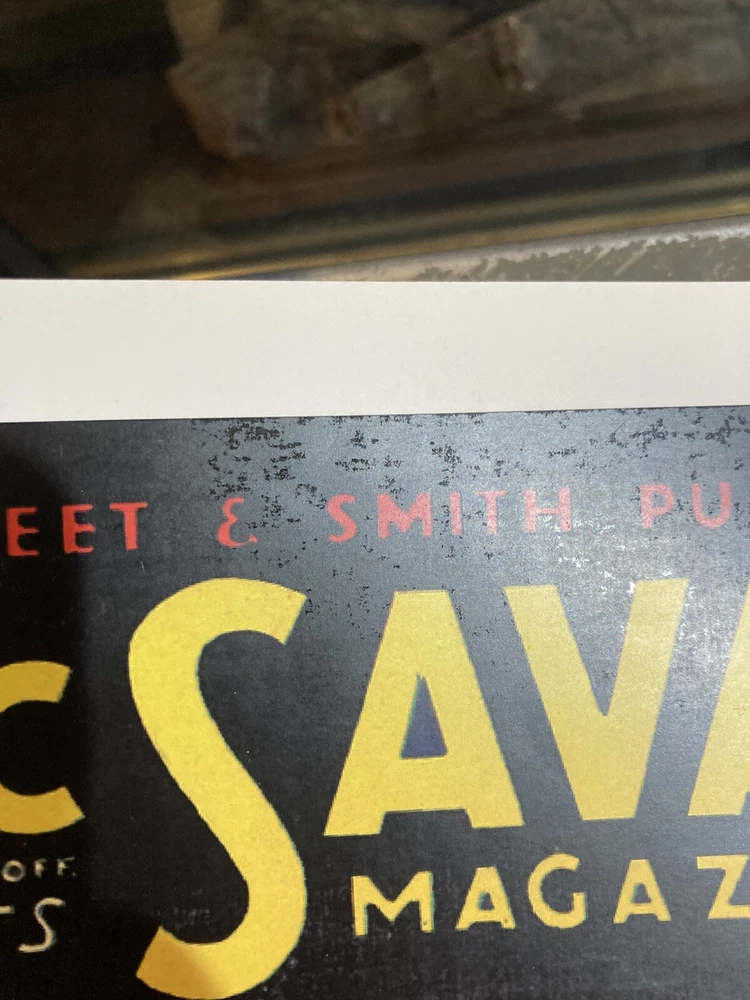 EET & SMITH PU
C SAVA
OFF.
TS
MAGAZ